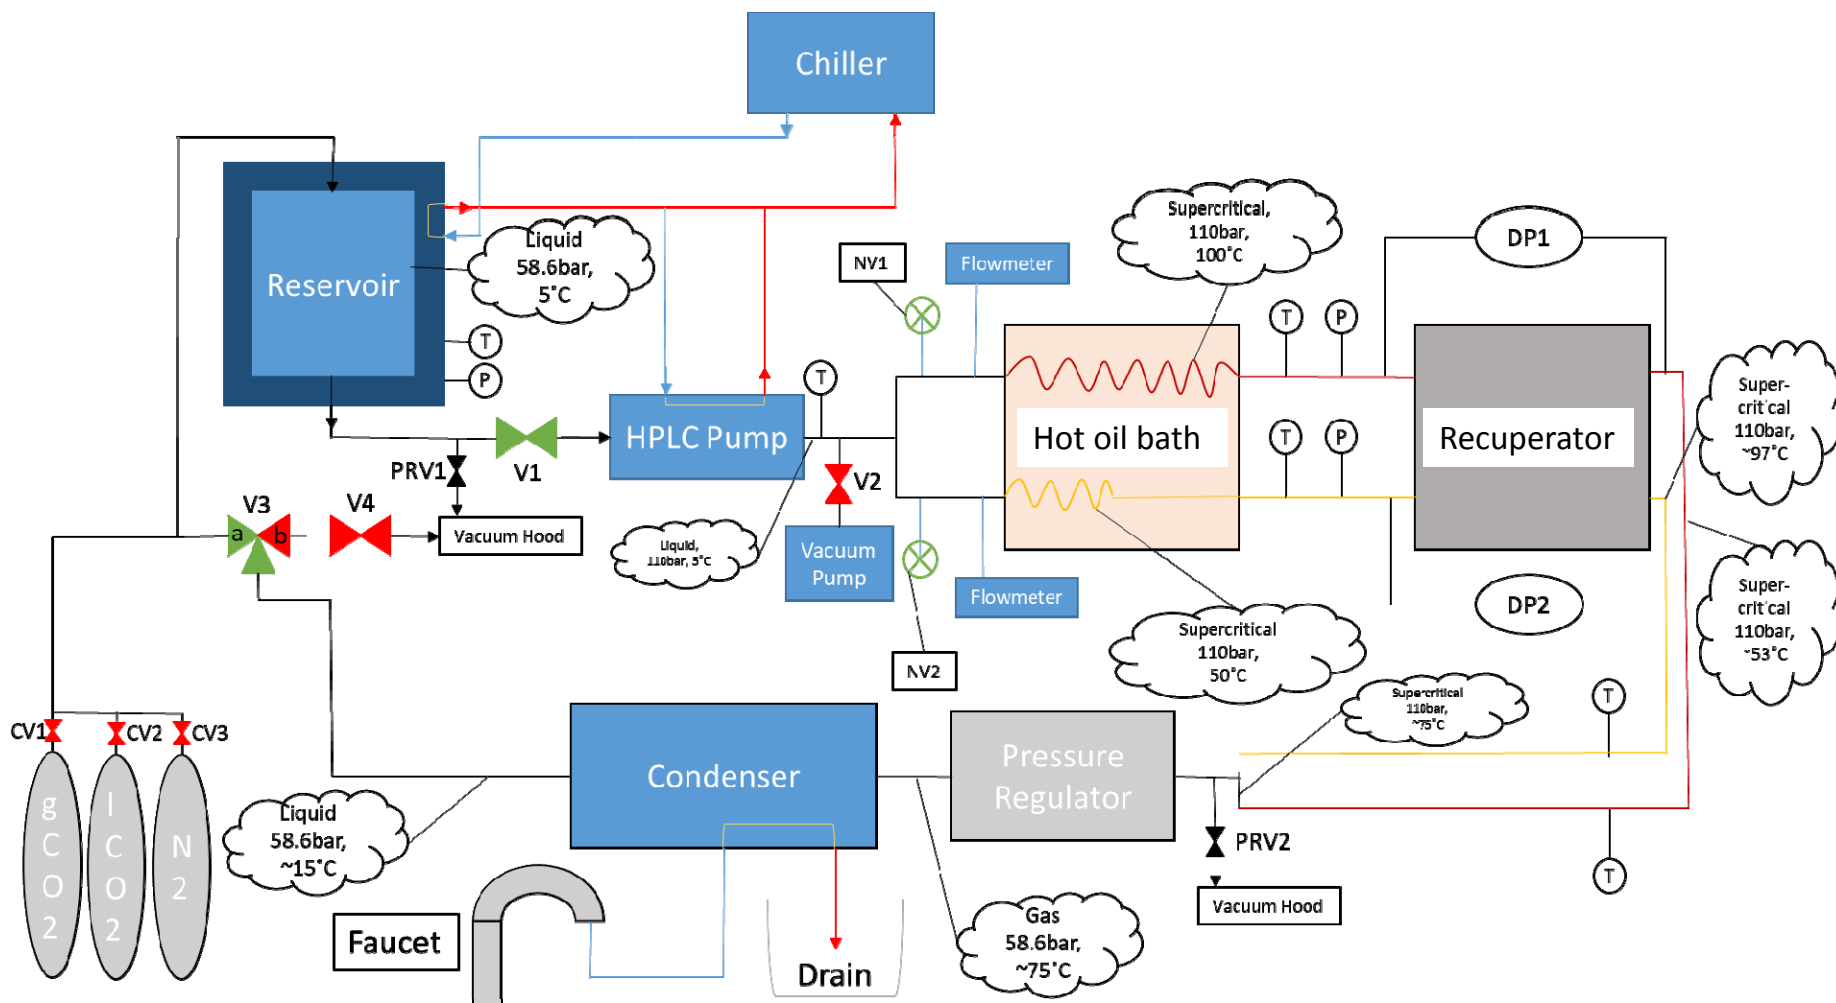 Chiller
Reservoir
Liquid
58.6bar,
5°C
T
P
NV1
Flowmeter
Supercritical,
110bar,
100°C
DP1
T
P
T
HPLC Pump
V1
PRV1
V2
Hot oil bath
T
P
Recuperator
Super-
critical
110bar,
~97°C
V3
a
b
V4
Vacuum Hood
Liquid,
110bar, 5°C
Vacuum
Pump
Flowmeter
NV2
Supercritical
110bar,
50°C
DP2
Super-
critical
110bar,
~53°C
Supercritical
110bar,
~75°C
T
CV1
CV2
CV3
gCO2
lCO2
N2
Condenser
Pressure
Regulator
PRV2
Vacuum Hood
T
Liquid
58.6bar,
~15°C
Faucet
Drain
Gas
58.6bar,
~75°C